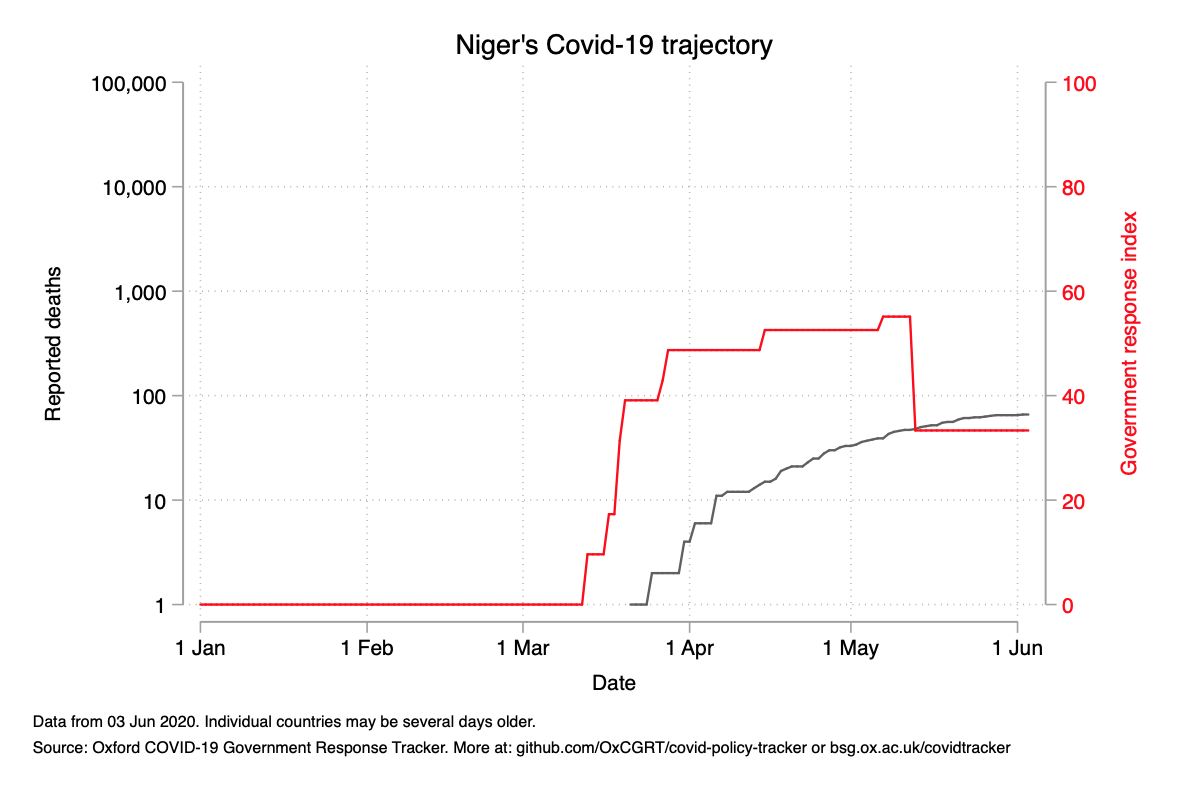 Niger's Covid-19 trajectory
100,000
10,000
1,000
100
10
1
Reported deaths
100
80
60
40
20
0
Government response index
1 Jan
1 Feb
1 Mar
1 Apr
1 May
1 Jun
Date
Data from 03 Jun 2020. Individual countries may be several days older.
Source: Oxford COVID-19 Government Response Tracker. More at: github.com/OxCGRT/covid-policy-tracker or bsg.ox.ac.uk/covidtracker